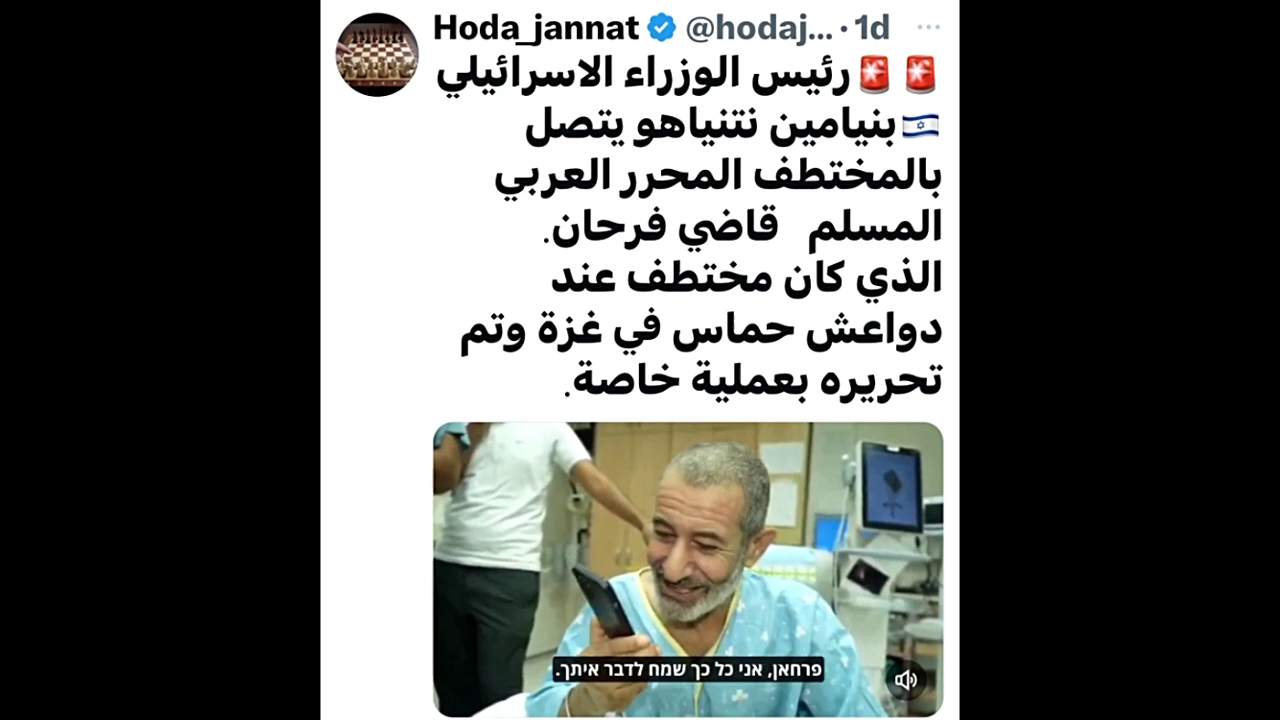 Hoda_jannat @hodaj... · 1d
🚨🚨رئيس الوزراء الاسرائيلي
🇮🇱بنيامين نتنياهو يتصل
بالمختطف المحرر العربي
المسلم قاضي فرحان.
الذي كان مختطف عند
دواعش حماس في غزة وتم
تحريره بعملية خاصة.
פרחאן, אני כל כך שמח לדבר איתך.